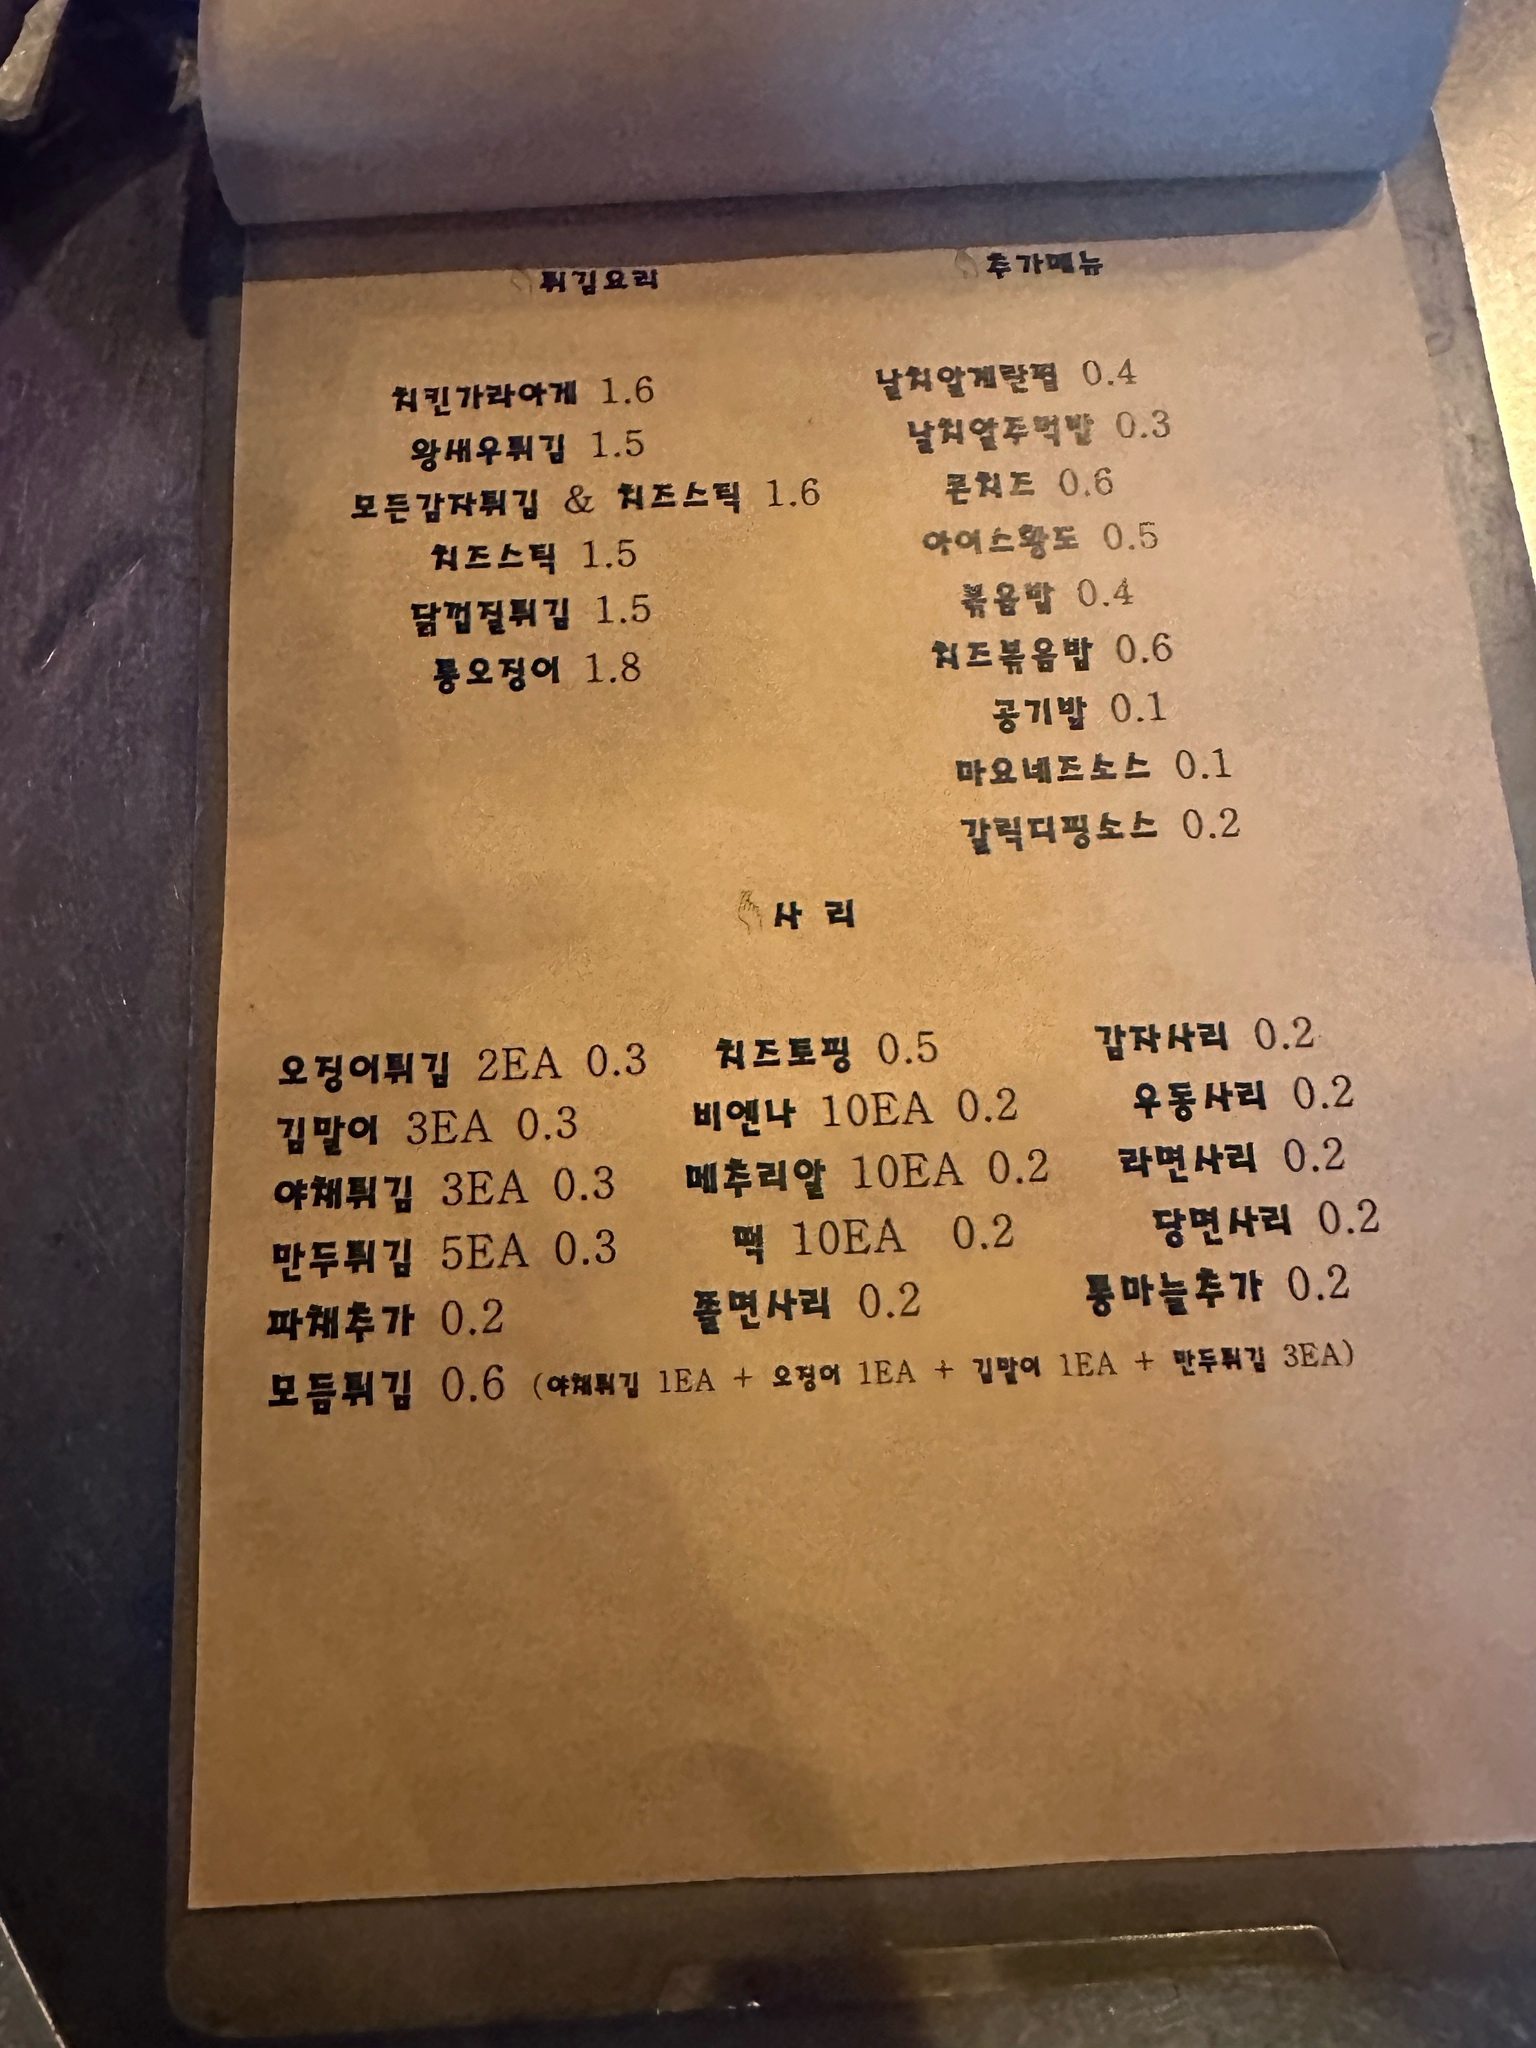 튀김요리
치킨가라아게 1.6
왕새우튀김 1.5
모든감자튀김 & 치즈스틱 1.6
치즈스틱 1.5
닭껍질튀김 1.5
통오징어 1.8
추가메뉴
날치알계란찜 0.4
날치알주먹밥 0.3
콘치즈 0.6
아이스황도 0.5
볶음밥 0.4
치즈볶음밥 0.6
공기밥 0.1
마요네즈소스 0.1
갈릭디핑소스 0.2
사 리
오징어튀김 2EA 0.3
김말이 3EA 0.3
야채튀김 3EA 0.3
만두튀김 5EA 0.3
파채추가 0.2
치즈토핑 0.5
비엔나 10EA 0.2
메추리알 10EA 0.2
떡 10EA 0.2
쫄면사리 0.2
감자사리 0.2
우동사리 0.2
라면사리 0.2
당면사리 0.2
통마늘추가 0.2
모듬튀김 0.6 (야채튀김 1EA + 오징어 1EA + 김말이 1EA + 만두튀김 3EA)